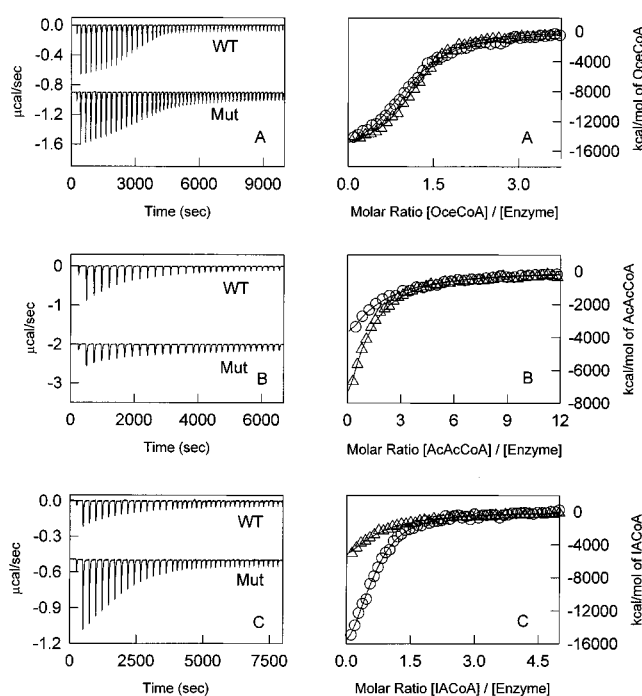 0.0
-0.4
-0.8
-1.2
-1.6
µcal/sec
WT
Mut
A
0 3000 6000 9000
Time (sec)
0
-4000
-8000
-12000
-16000
kcal/mol of OceCoA
A
0.0 1.5 3.0
Molar Ratio [OceCoA] / [Enzyme]
0
-1
-2
-3
µcal/sec
WT
Mut
B
0 2000 4000 6000
Time (sec)
0
-2000
-4000
-6000
-8000
kcal/mol of AcAcCoA
B
0 3 6 9 12
Molar Ratio [AcAcCoA] / [Enzyme]
0.0
-0.3
-0.6
-0.9
-1.2
µcal/sec
WT
Mut
C
0 2500 5000 7500
Time (sec)
0
-4000
-8000
-12000
-16000
kcal/mol of IACoA
C
0.0 1.5 3.0 4.5
Molar Ratio [IACoA] / [Enzyme]